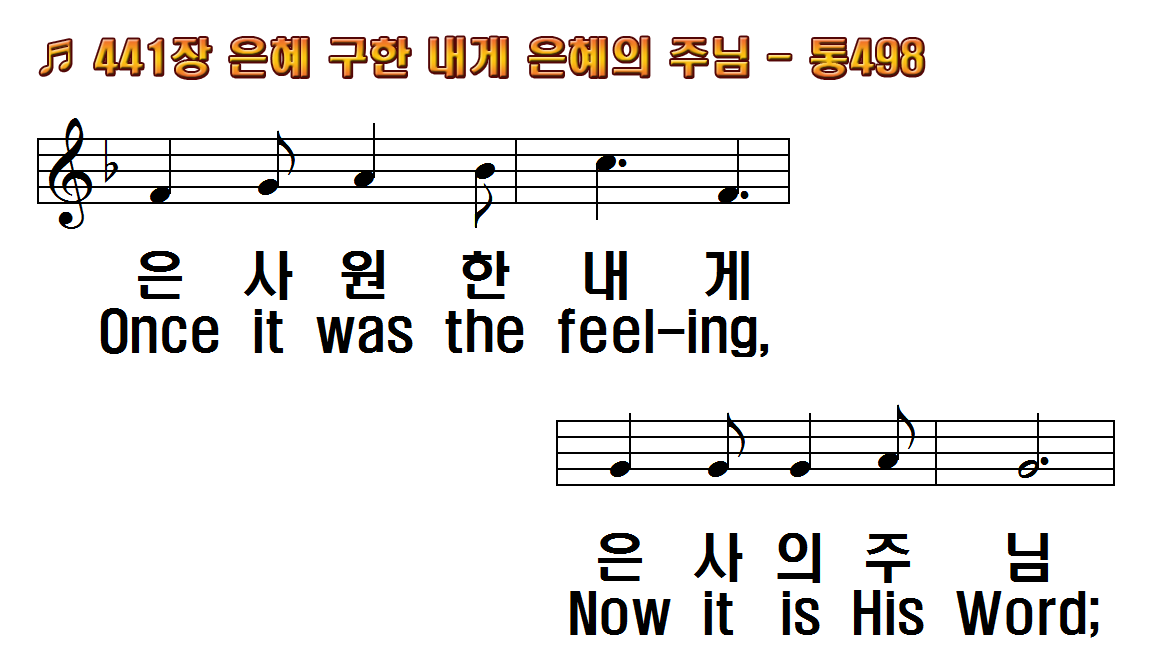 ♬ 441장 은혜 구한 내게 은혜의 주님 - 통498
은 사 원 한 내 게
Once it was the feel-ing,
은 사 의 주 님
Now it is His Word;